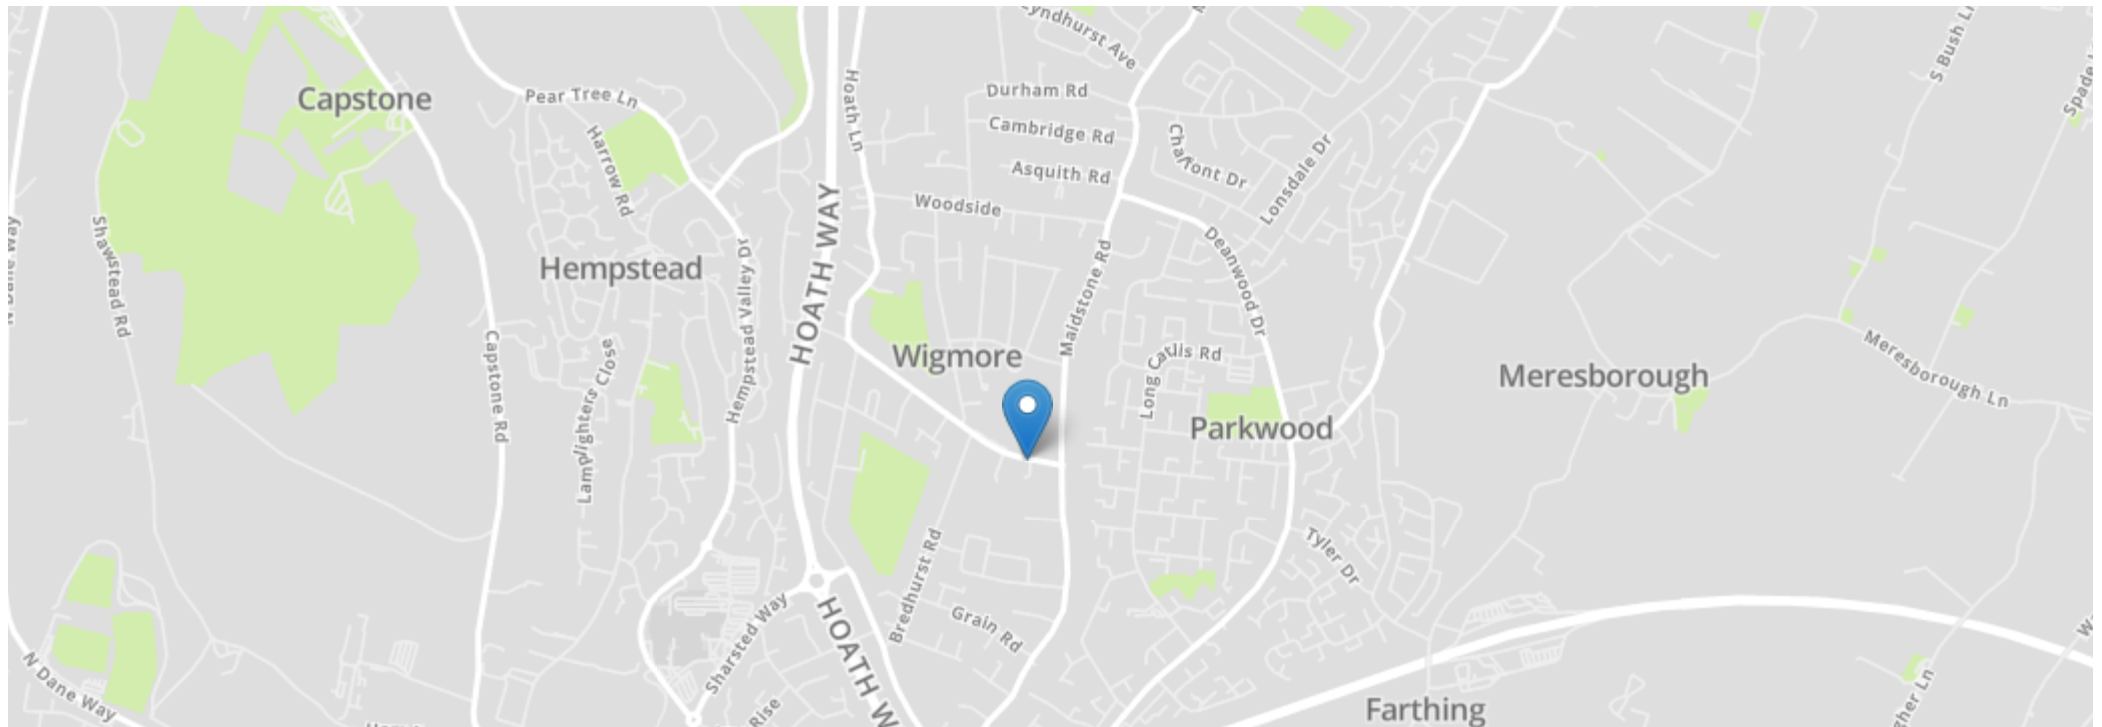 Lyndhurst Ave
S Bush Ln
Capstone
Pear Tree Ln
Hoath Ln
Durham Rd
Cambridge Rd
Chalfont Dr
Harrow Rd
Asquith Rd
Lonsdale Dr
Woodside
Shawstead Rd
HOATH WAY
Hempstead
Hempstead Valley Dr
Maidstone Rd
Deanwood Dr
Capstone Rd
Lamplighters Close
Wigmore
Long Catlis Rd
Meresborough
Meresborough Ln
Parkwood
Bredhurst Rd
Tyler Dr
Sharsted Way
Grain Rd
HOATH W
N Dane Way
Rise
Farthing
gher Ln